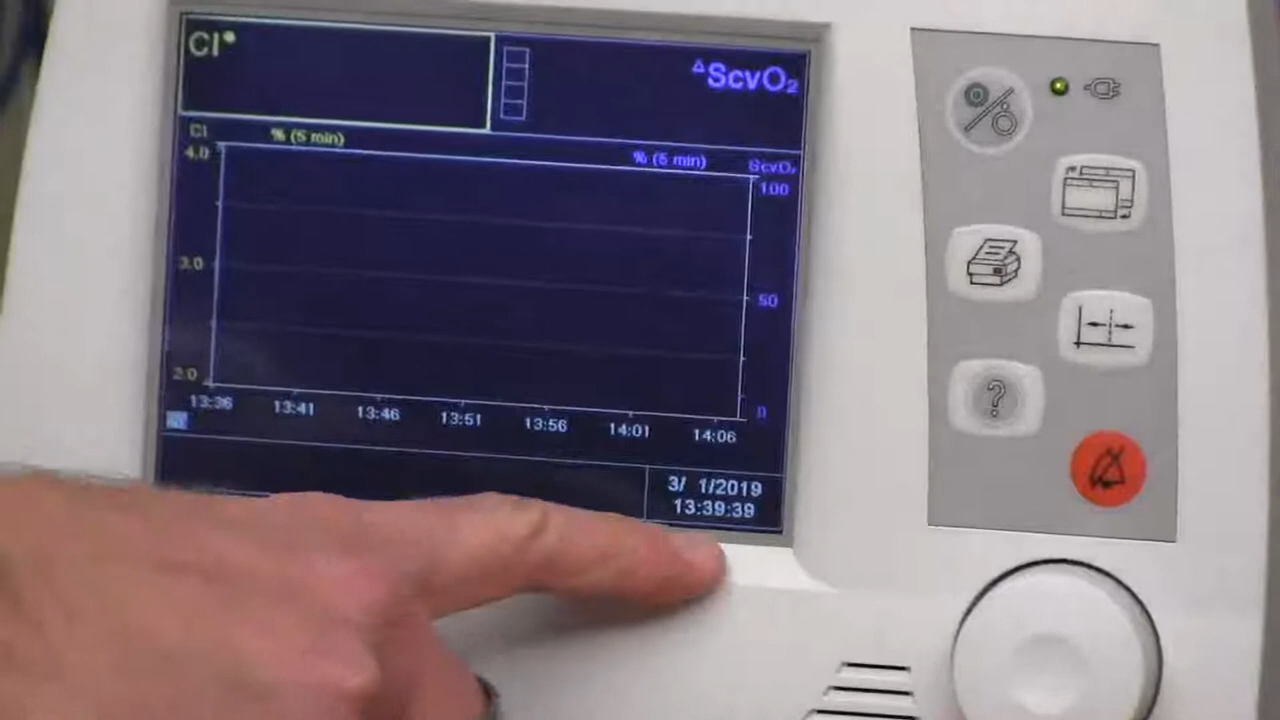 CI•
ΔScvO₂
CI % (5 min) % (5 min) ScvO₂
4.0 100
3.0 50
2.0 0
13:36 13:41 13:46 13:51 13:56 14:01 14:06
3/ 1/2019
13:39:39
?